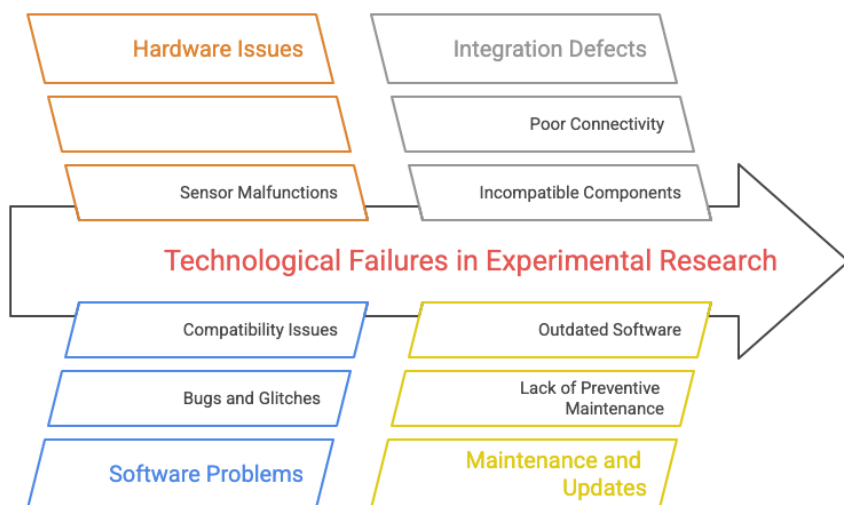 Hardware Issues
Integration Defects
Poor Connectivity
Sensor Malfunctions
Incompatible Components
Technological Failures in Experimental Research
Compatibility Issues
Outdated Software
Bugs and Glitches
Lack of Preventive
Maintenance
Software Problems
Maintenance and
Updates